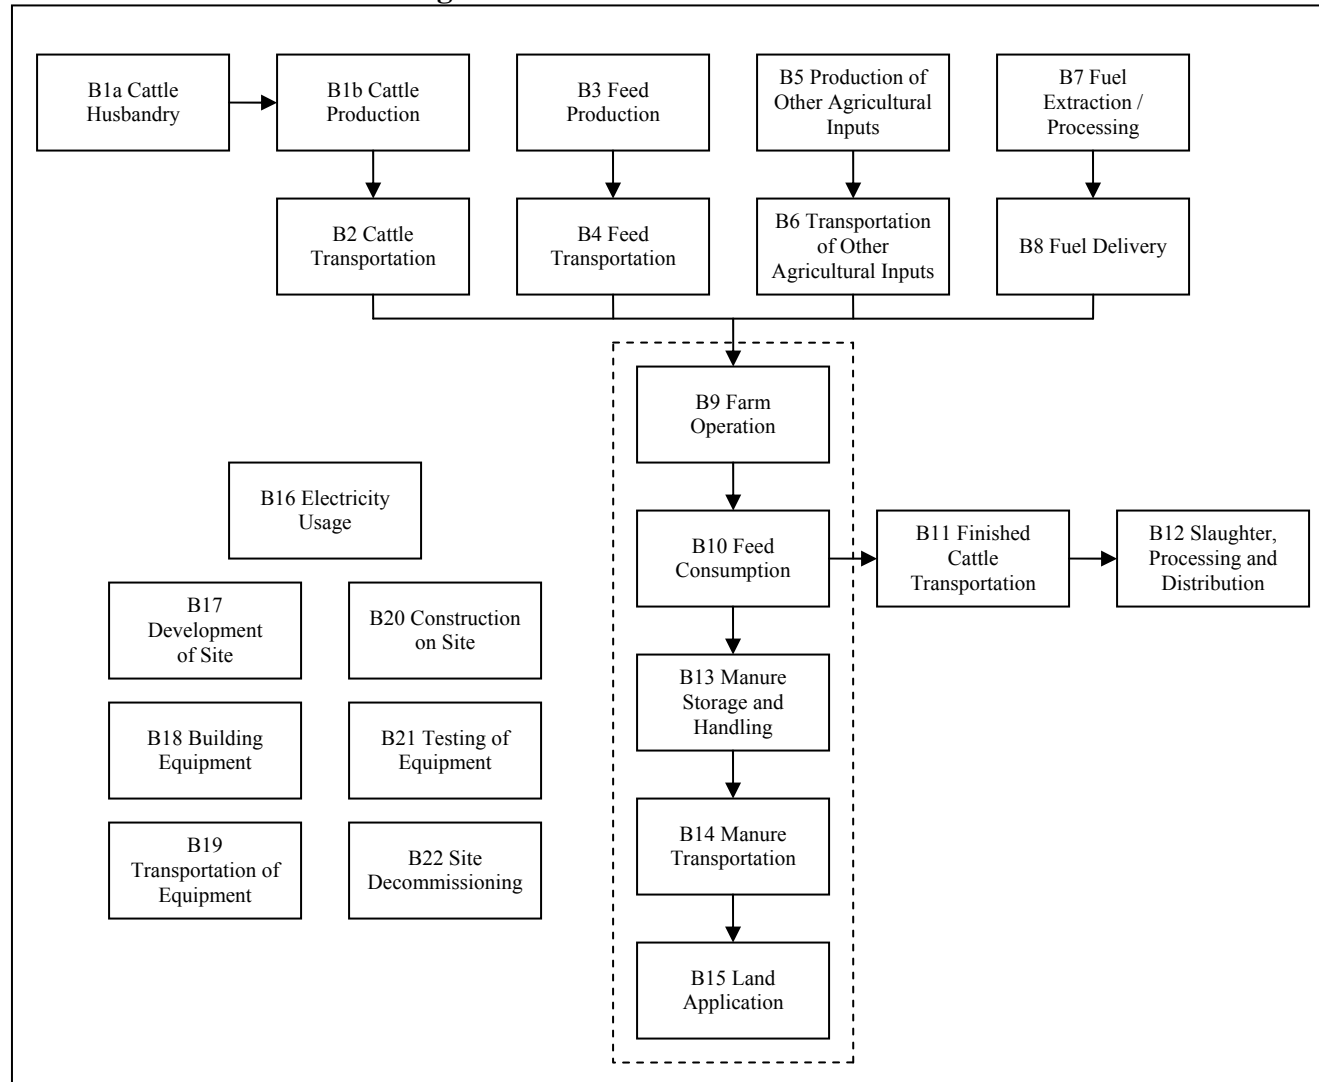 B1a Cattle
Husbandry
B1b Cattle
Production
B3 Feed
Production
B5 Production of
Other Agricultural
Inputs
B7 Fuel
Extraction /
Processing
B2 Cattle
Transportation
B4 Feed
Transportation
B6 Transportation
of Other
Agricultural Inputs
B8 Fuel Delivery
B9 Farm
Operation
B16 Electricity
Usage
B10 Feed
Consumption
B11 Finished
Cattle
Transportation
B12 Slaughter,
Processing and
Distribution
B17
Development
of Site
B20 Construction
on Site
B13 Manure
Storage and
Handling
B18 Building
Equipment
B21 Testing of
Equipment
B14 Manure
Transportation
B19
Transportation of
Equipment
B22 Site
Decommissioning
B15 Land
Application